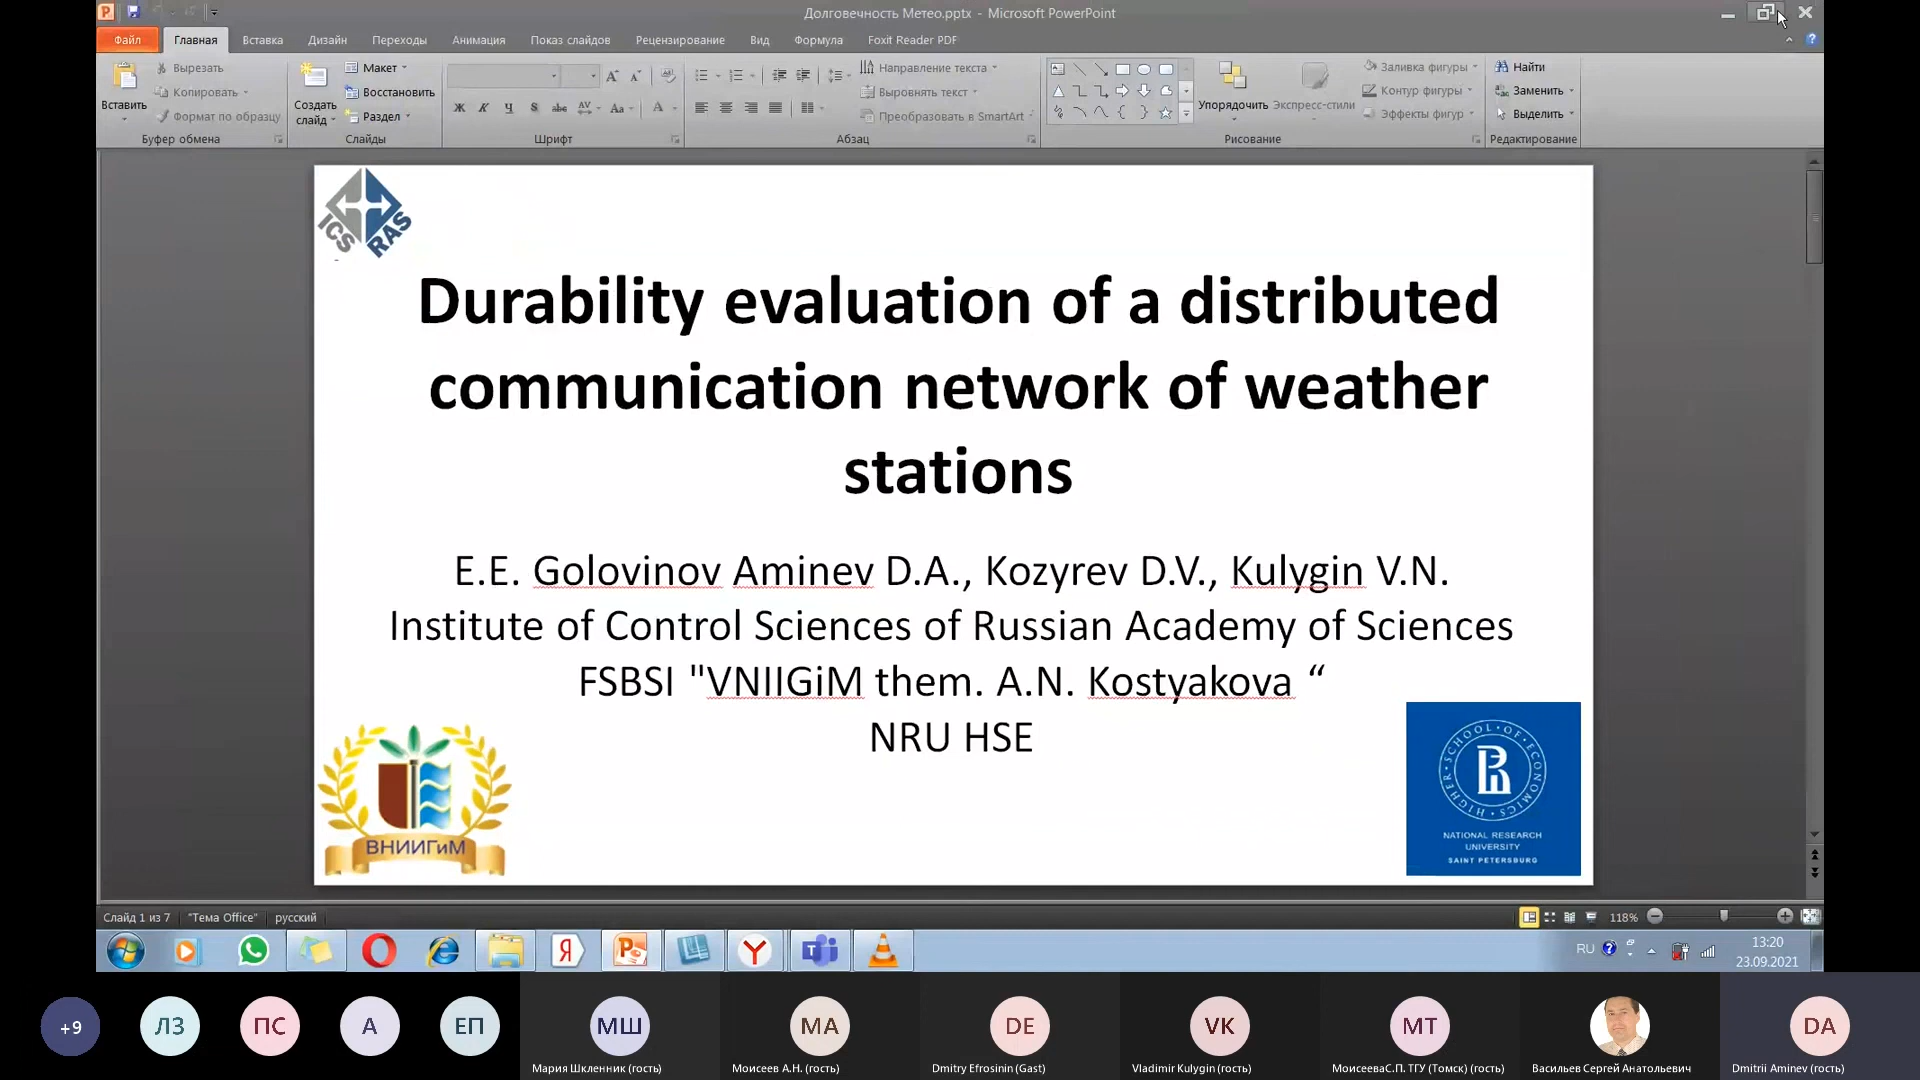 Долговечность Метео.pptx - Microsoft PowerPoint
Файл Главная Вставка Дизайн Переходы Анимация Показ слайдов Рецензирование Вид Формула Foxit Reader PDF
Вставить
Вырезать
Копировать
Формат по образцу
Буфер обмена
Создать
слайд
Макет
Восстановить
Раздел
Слайды
Ж К Ч S abc AV Aa A
Шрифт
Направление текста
Выровнять текст
Преобразовать в SmartArt
Абзац
Упорядочить
Экспресс-стили
Заливка фигуры
Контур фигуры
Эффекты фигур
Рисование
Найти
Заменить
Выделить
Редактирование
ICS RAS
Durability evaluation of a distributed
communication network of weather
stations
E.E. Golovinov Aminev D.A., Kozyrev D.V., Kulygin V.N.
Institute of Control Sciences of Russian Academy of Sciences
FSBSI "VNIIGiM them. A.N. Kostyakova “
NRU HSE
ВНИИГиМ
HIGHER·SCHOOL·OF·ECONOMICS
NATIONAL RESEARCH
UNIVERSITY
SAINT PETERSBURG
Слайд 1 из 7 "Тема Office" русский
118%
RU
13:20
23.09.2021
+9 ЛЗ ПС А ЕП МШ МА DE VK МТ DA
Мария Шкленник (гость) Моисеев А.Н. (гость) Dmitry Efrosinin (Gast) Vladimir Kulygin (гость) МоисееваС.П. ТГУ (Томск) (гость) Васильев Сергей Анатольевич Dmitrii Aminev (гость)